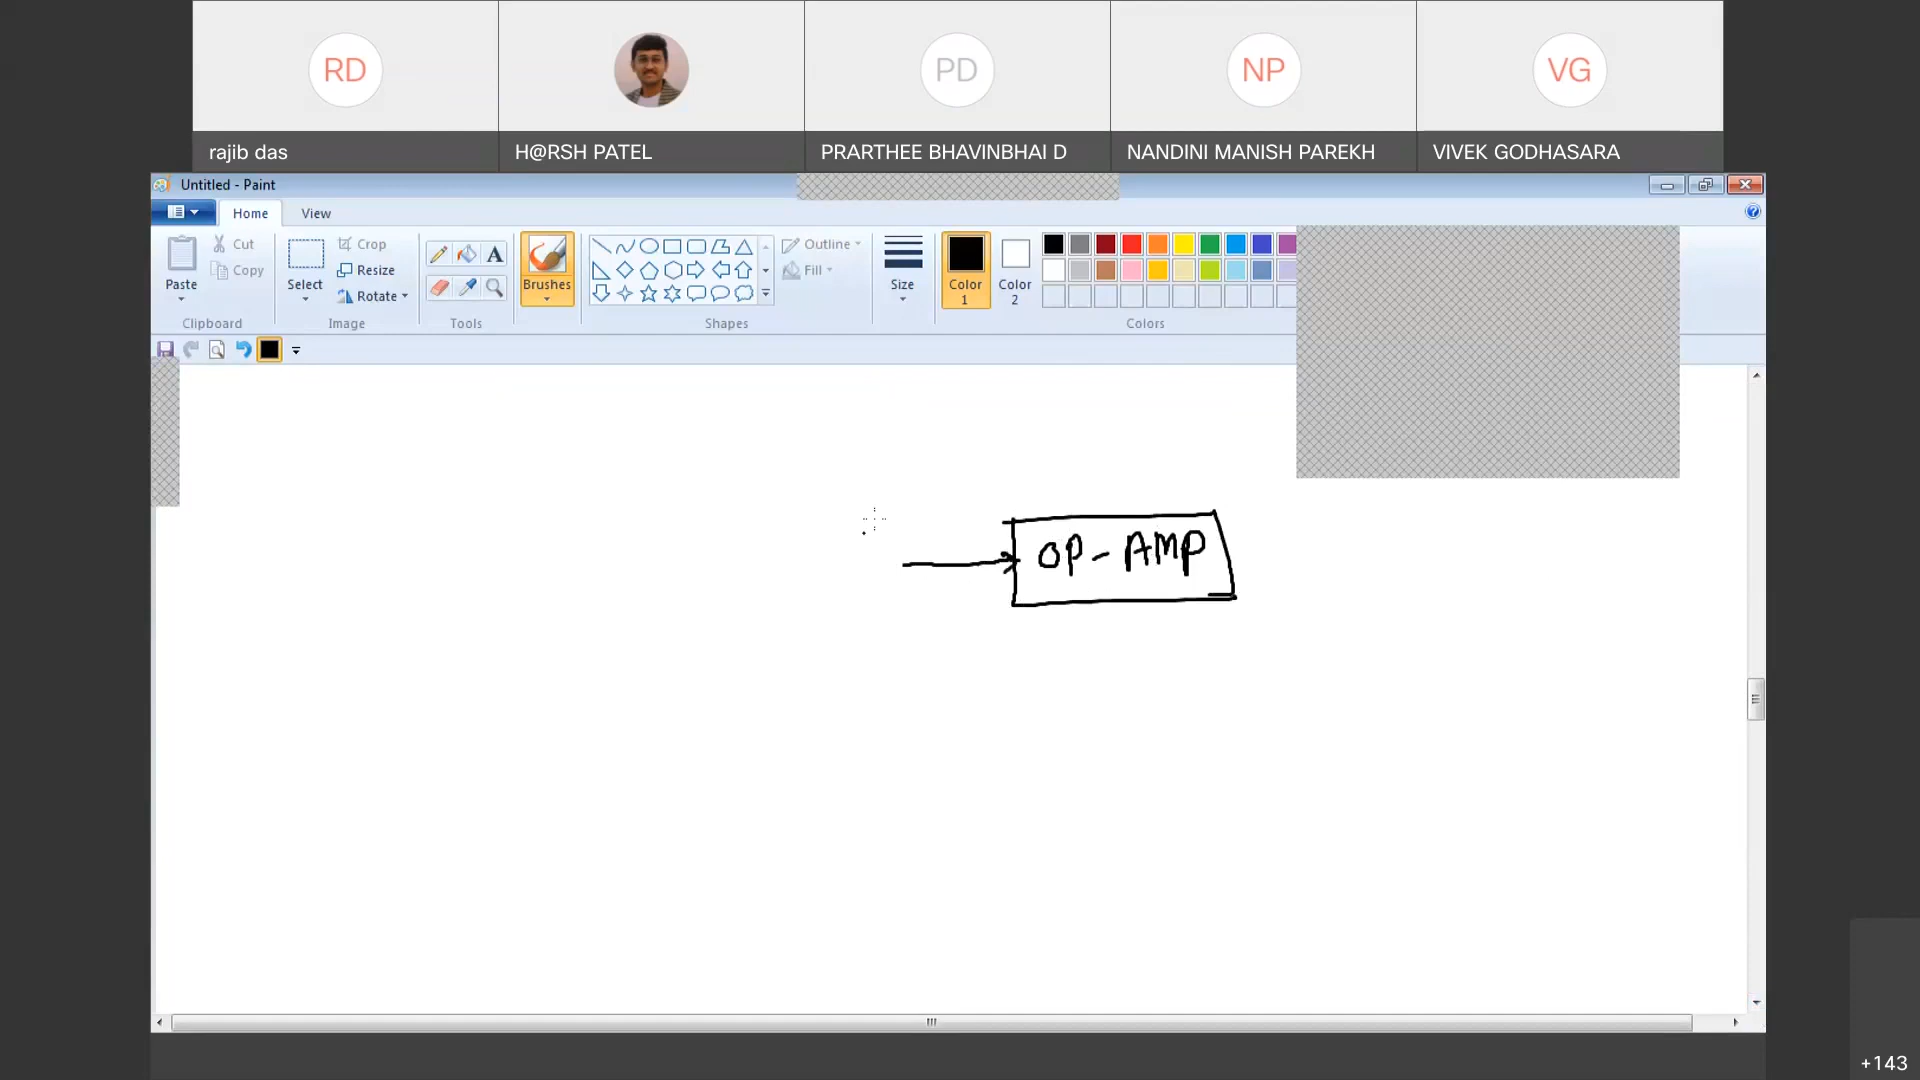 RD
PD
NP
VG
rajib das
H@RSH PATEL
PRARTHEE BHAVINBHAI D
NANDINI MANISH PAREKH
VIVEK GODHASARA
Untitled - Paint
Home
View
Paste
Cut
Copy
Clipboard
Select
Crop
Resize
Rotate
Image
A
Tools
Brushes
Shapes
Outline
Fill
Size
Color
1
Color
2
Colors
OP - AMP
+143